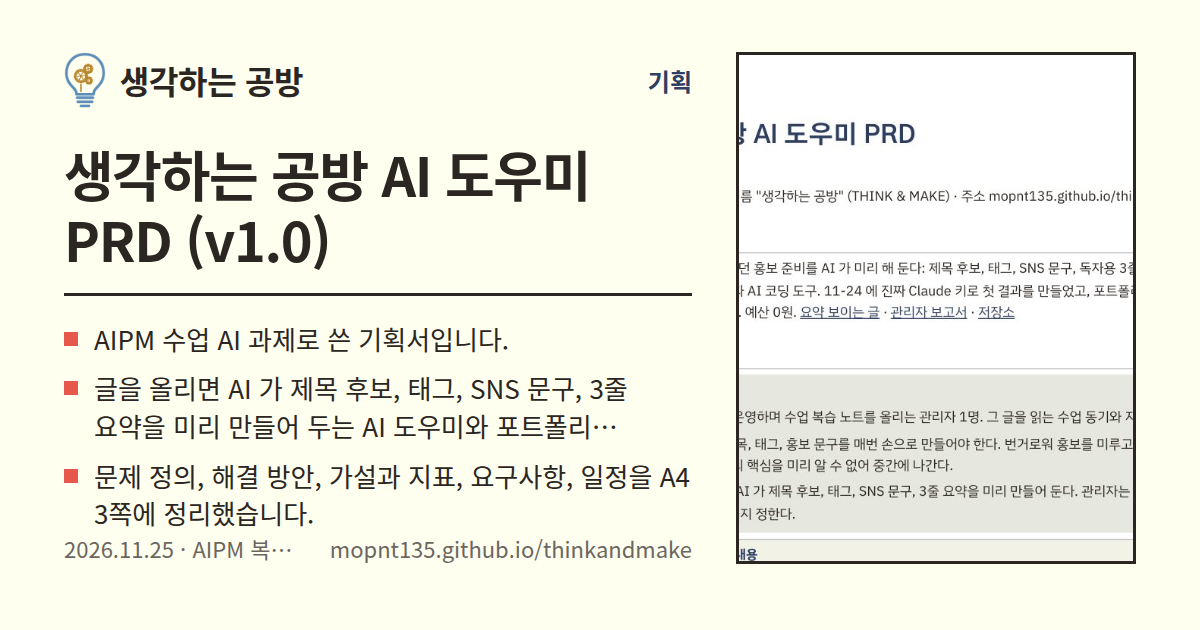 생각하는 공방
기획
생각하는 공방 AI 도우미
PRD (v1.0)
AIPM 수업 AI 과제로 쓴 기획서입니다.
글을 올리면 AI 가 제목 후보, 태그, SNS 문구, 3줄
요약을 미리 만들어 두는 AI 도우미와 포트폴리…
문제 정의, 해결 방안, 가설과 지표, 요구사항, 일정을 A4
3쪽에 정리했습니다.
2026.11.25 · AIPM 복… mopnt135.github.io/thinkandmake
AI 도우미 PRD
"생각하는 공방" (THINK & MAKE) · 주소 mopnt135.github.io/thi
홍보 준비를 AI 가 미리 해 둔다: 제목 후보, 태그, SNS 문구, 독자용 3줄
AI 코딩 도구. 11-24 에 진짜 Claude 키로 첫 결과를 만들었고,
예산 0원. 요약 보이는 글 · 관리자 보고서 · 저장소
운영하며 수업 복습 노트를 올리는 관리자 1명. 그 글을 읽는 수업 동기와
태그, 홍보 문구를 매번 손으로 만들어야 한다. 번거로워 홍보를 미루고
핵심을 미리 알 수 없어 중간에 나간다.
AI 가 제목 후보, 태그, SNS 문구, 3줄 요약을 미리 만들어 둔다. 관리자는
정한다.
내용